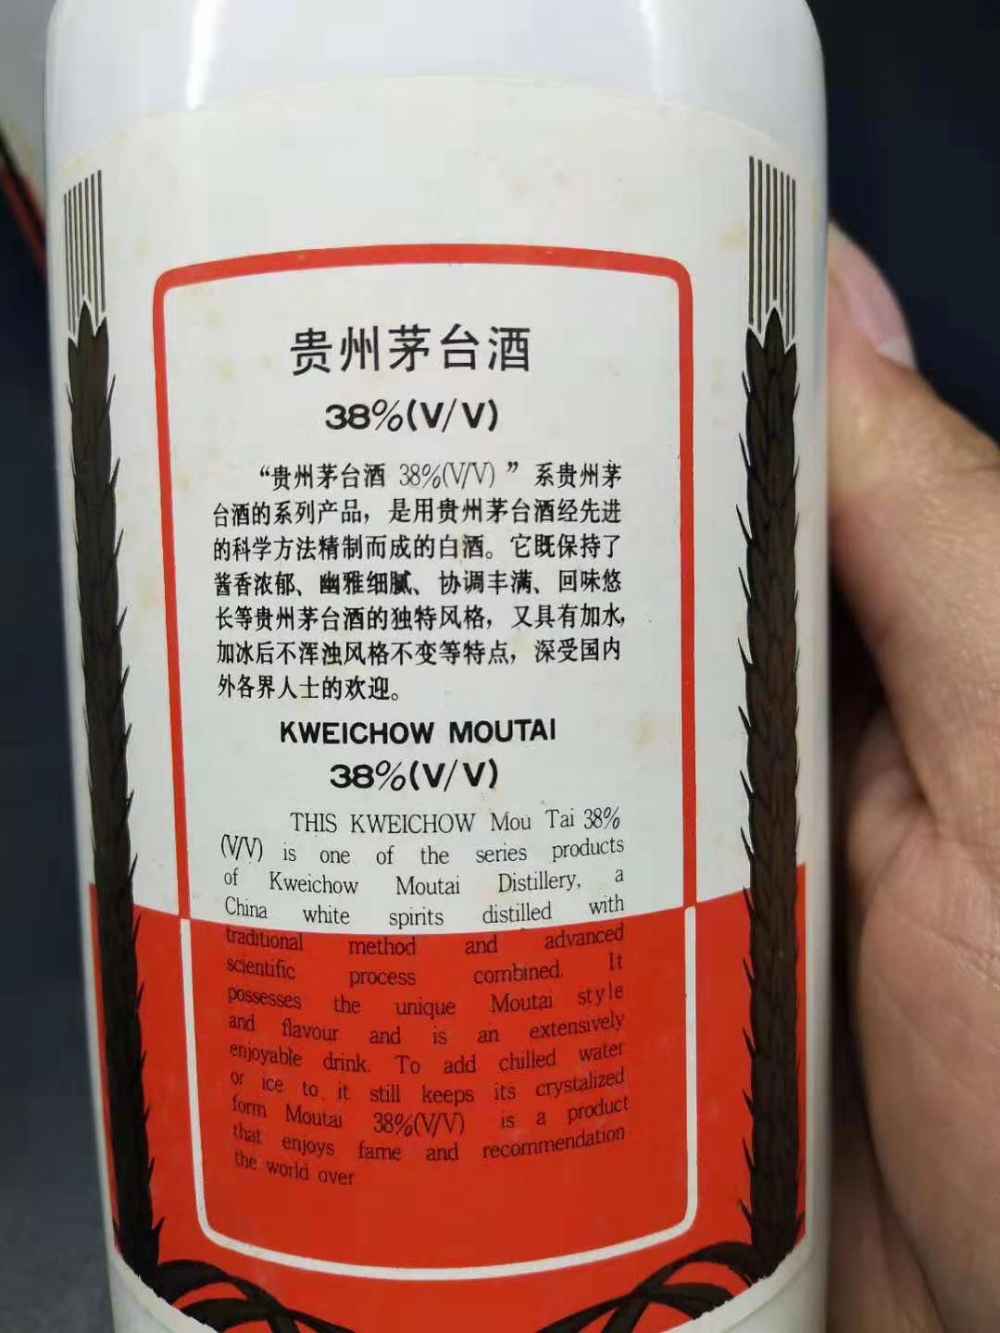 贵州茅台酒
38%(V/V)
“贵州茅台酒 38%(V/V)”系贵州茅
台酒的系列产品，是用贵州茅台酒经先进
的科学方法精制而成的白酒。它既保持了
酱香浓郁、幽雅细腻、协调丰满、回味悠
长等贵州茅台酒的独特风格，又具有加水，
加冰后不浑浊风格不变等特点，深受国内
外各界人士的欢迎。
KWEICHOW MOUTAI
38%(V/V)
THIS KWEICHOW Mou Tai 38%
(V/V) is one of the series products
of Kweichow Moutai Distillery, a
China white spirits distilled with
traditional method and advanced
scientific process combined. It
possesses the unique Moutai style
and flavour and is an extensively
enjoyable drink. To add chilled water
or ice to it still keeps its crystalized
form Moutai 38%(V/V) is a product
that enjoys fame and recommendation
the world over